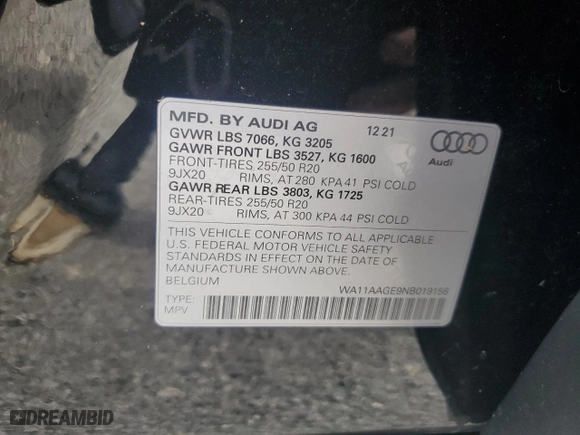 MFD. BY AUDI AG 12 21
GVWR LBS 7066, KG 3205
GAWR FRONT LBS 3527, KG 1600
FRONT-TIRES 255/50 R20
9JX20 RIMS, AT 280 KPA 41 PSI COLD
GAWR REAR LBS 3803, KG 1725
REAR-TIRES 255/50 R20
9JX20 RIMS, AT 300 KPA 44 PSI COLD
Audi
THIS VEHICLE CONFORMS TO ALL APPLICABLE
U.S. FEDERAL MOTOR VEHICLE SAFETY
STANDARDS IN EFFECT ON THE DATE OF
MANUFACTURE SHOWN ABOVE.
BELGIUM WA11AAGE9NB019156
TYPE:
MPV
DREAMBID